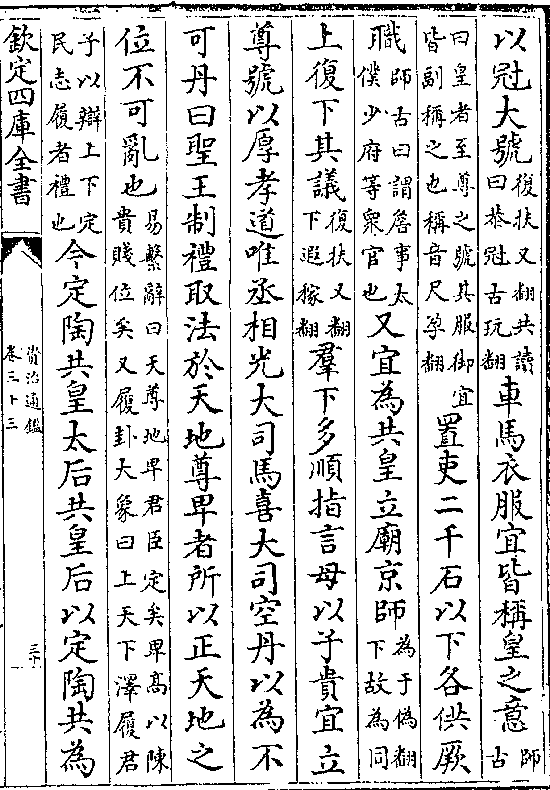 以冠大號復扶又翻共讀曰恭冠古玩翻車馬衣服宜皆稱皇之意師古
曰皇者至尊之號其服御宜皆副稱之也稱音尺孕翻置吏二千石以下各供厥
職師古曰謂詹事太僕少府等衆官也又宜為共皇立廟京師為于偽翻下故為同
上復下其議復扶又翻下遐稼翻羣下多順指言母以子貴宜立
尊號以厚孝道唯丞相光大司馬喜大司空丹以為不
可丹曰聖王制禮取法於天地尊卑者所以正天地之
位不可亂也易繫辭曰天尊地卑君臣定矣卑高以陳貴賤位矣又履卦大象曰上天下澤履君
子以辯上下定民志履者禮也今定陶共皇太后共皇后以定陶共為
欽定四庫全書
資治通鑑
卷三十三
三十